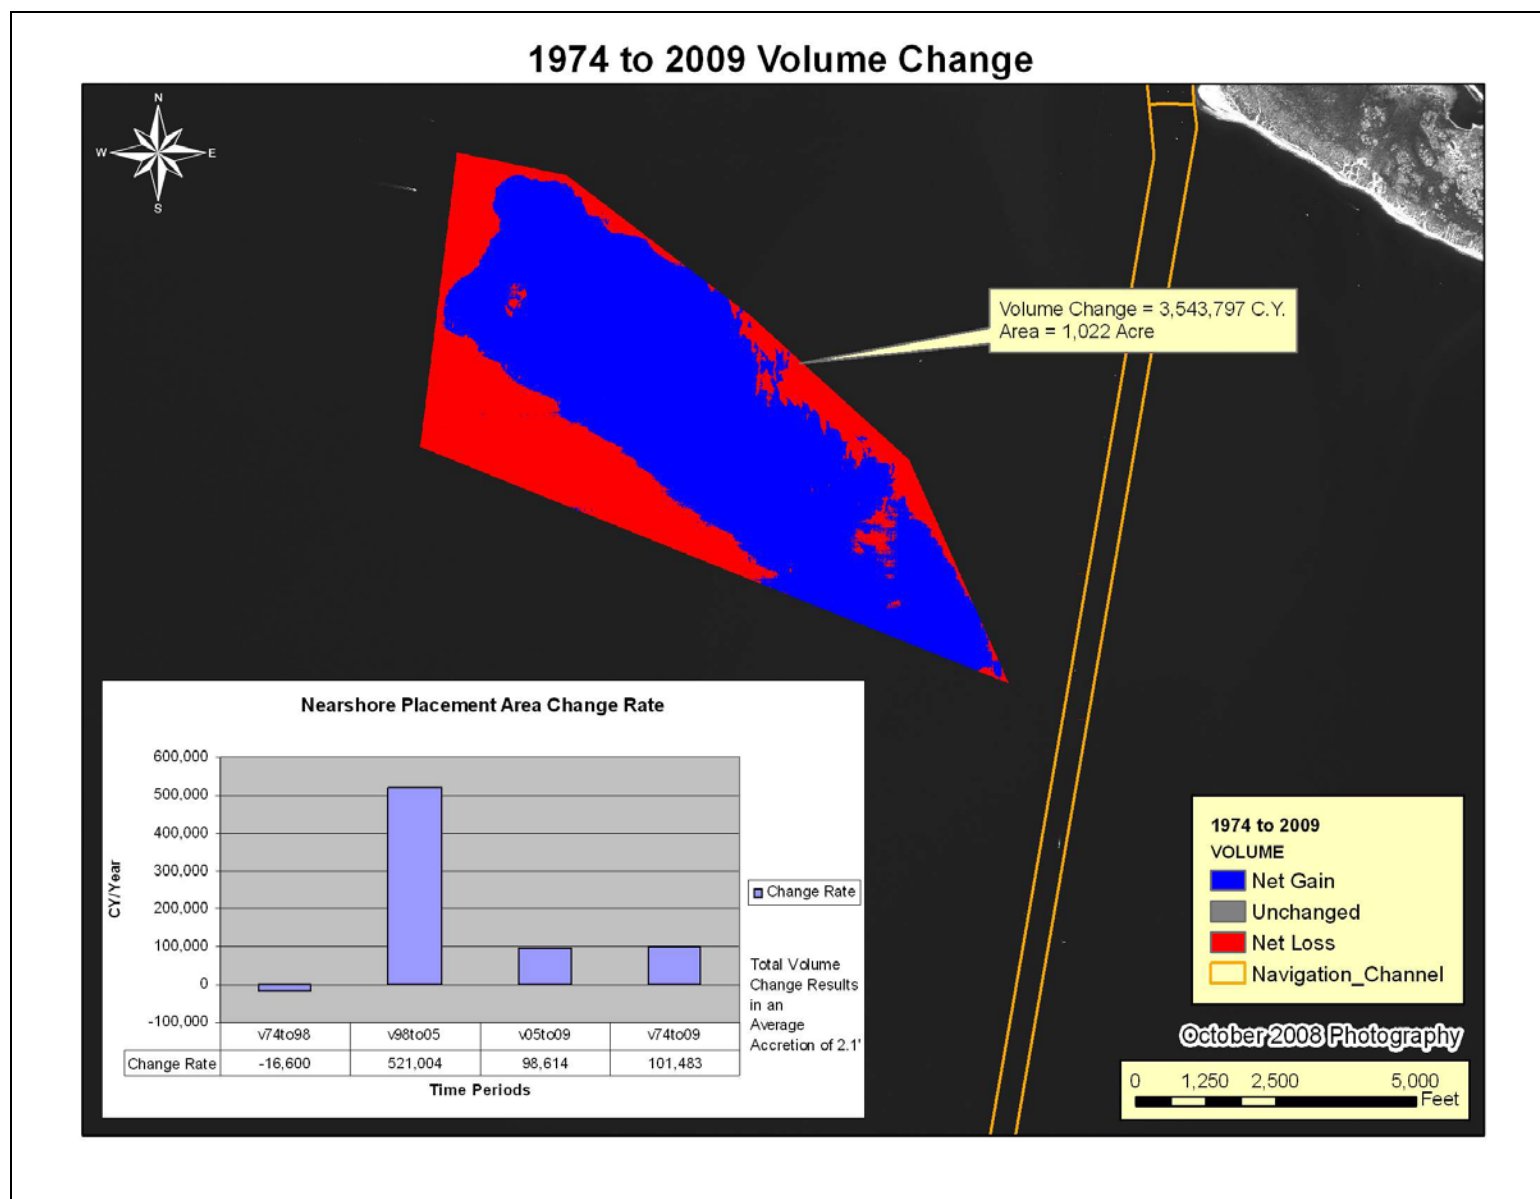 1974 to 2009 Volume Change
N
W
E
S
Volume Change = 3,543,797 C.Y.
Area = 1,022 Acre
Nearshore Placement Area Change Rate
600,000
500,000
400,000
300,000
200,000
100,000
0
-100,000
CY/Year
v74to98 v98to05 v05to09 v74to09
Change Rate -16,600 521,004 98,614 101,483
Time Periods
Change Rate
Total Volume
Change Results
in an
Average
Accretion of 2.1'
1974 to 2009
VOLUME
Net Gain
Unchanged
Net Loss
Navigation_Channel
October 2008 Photography
0 1,250 2,500 5,000
Feet